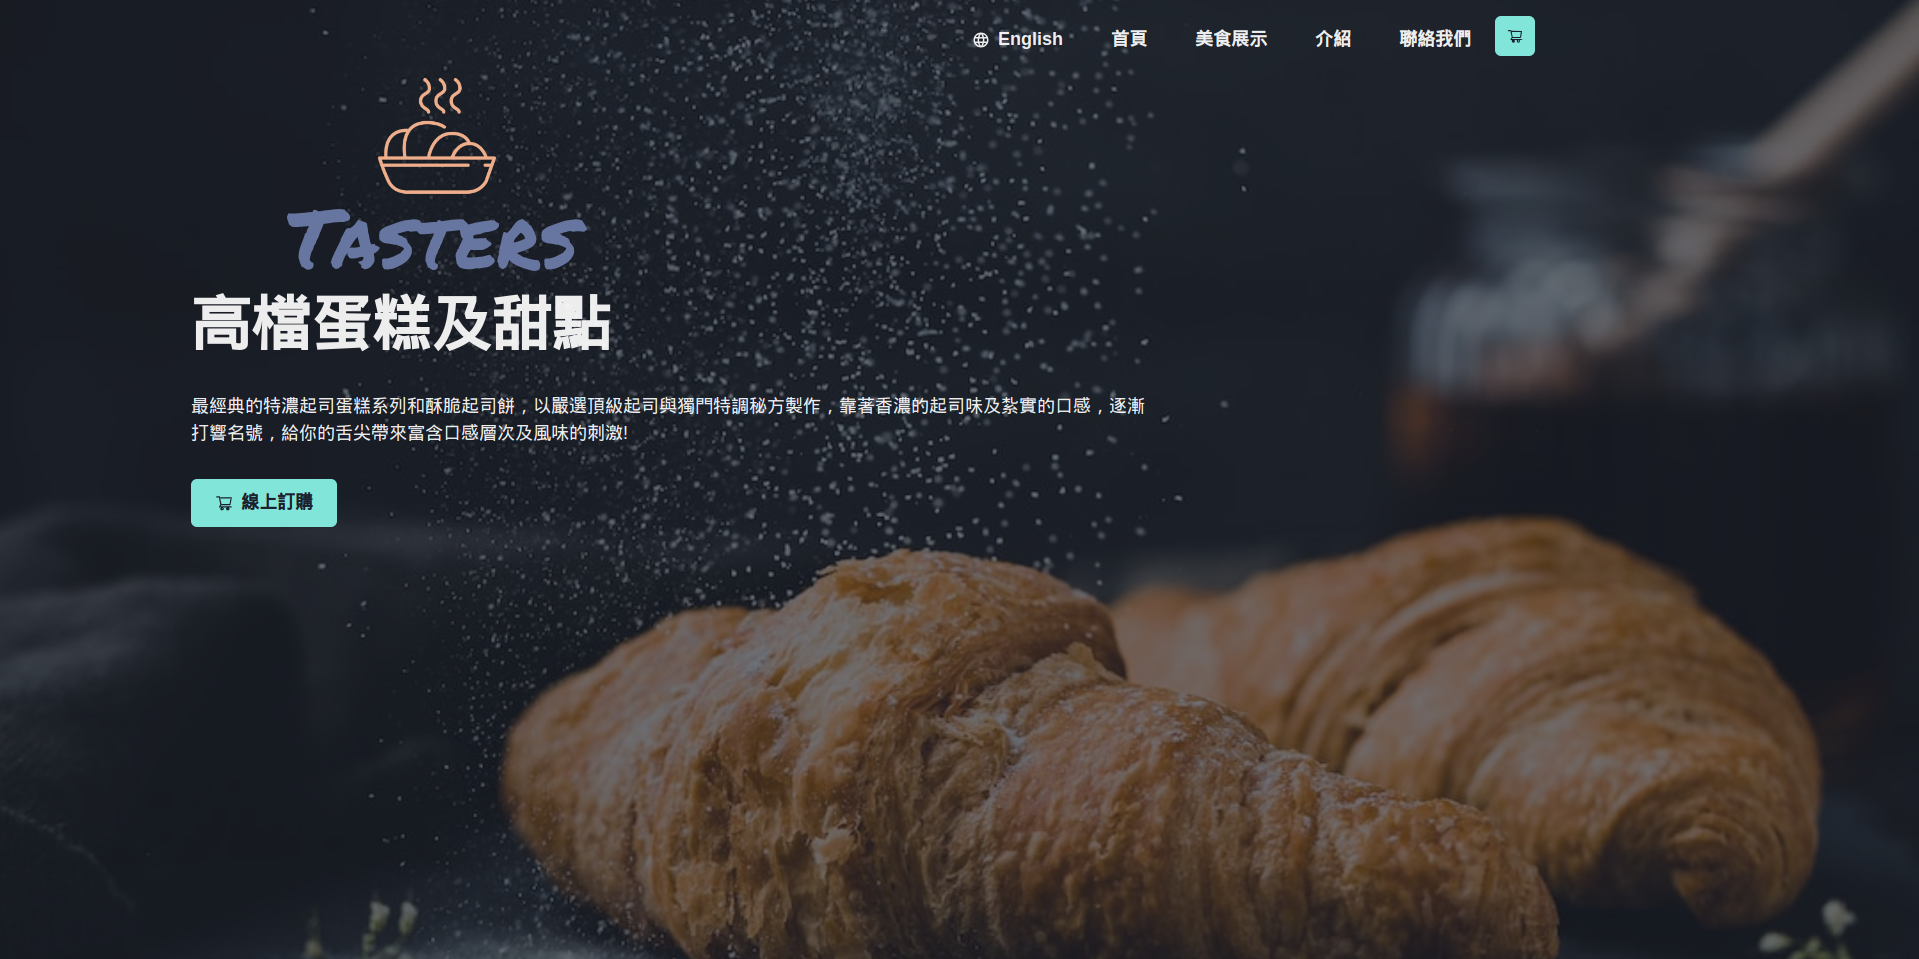 English 首頁 美食展示 介紹 聯絡我們
TASTERS
高檔蛋糕及甜點
最經典的特濃起司蛋糕系列和酥脆起司餅，以嚴選頂級起司與獨門特調秘方製作，靠著香濃的起司味及紮實的口感，逐漸
打響名號，給你的舌尖帶來富含口感層次及風味的刺激!
線上訂購